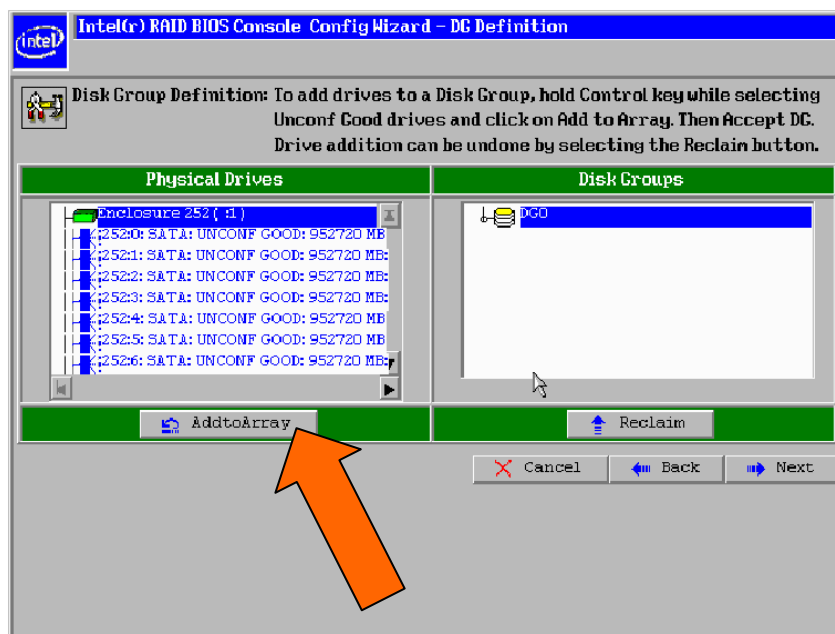 intel
Intel(r) RAID BIOS Console Config Wizard – DG Definition
Disk Group Definition: To add drives to a Disk Group, hold Control key while selecting
Unconf Good drives and click on Add to Array. Then Accept DG.
Drive addition can be undone by selecting the Reclaim button.
Physical Drives
Disk Groups
Enclosure 252 ( :1 )
;252:0: SATA: UNCONF GOOD: 952720 MB
;252:1: SATA: UNCONF GOOD: 952720 MB:
;252:2: SATA: UNCONF GOOD: 952720 MB:
;252:3: SATA: UNCONF GOOD: 952720 MB:
;252:4: SATA: UNCONF GOOD: 952720 MB
;252:5: SATA: UNCONF GOOD: 952720 MB
;252:6: SATA: UNCONF GOOD: 952720 MB:
DG0
AddtoArray
Reclaim
Cancel
Back
Next